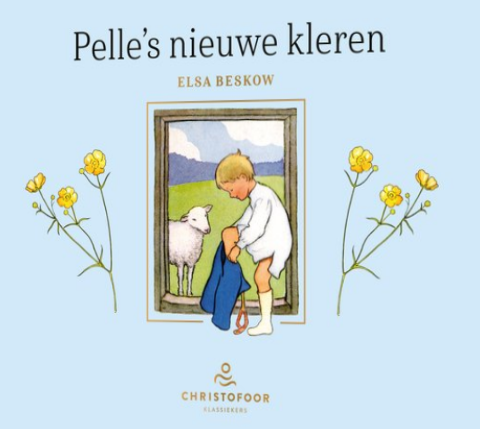 Pelle's nieuwe kleren
ELSA BESKOW
CHRISTOFOOR
KLASSIEKERS